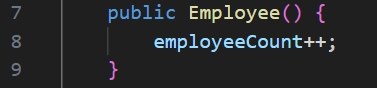 7 public Employee() {
8 employeeCount++;
9 }